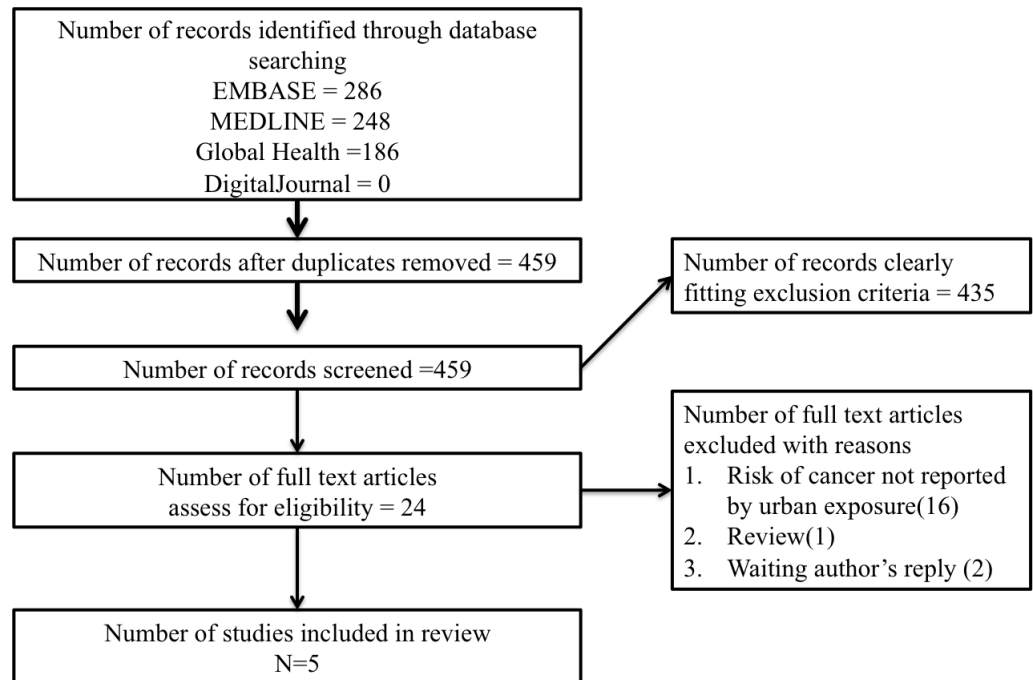 Number of records identified through database
searching
EMBASE = 286
MEDLINE = 248
Global Health =186
DigitalJournal = 0
Number of records after duplicates removed = 459
Number of records clearly
fitting exclusion criteria = 435
Number of records screened =459
Number of full text articles
assess for eligibility = 24
Number of full text articles
excluded with reasons
1. Risk of cancer not reported
by urban exposure(16)
2. Review(1)
3. Waiting author’s reply (2)
Number of studies included in review
N=5